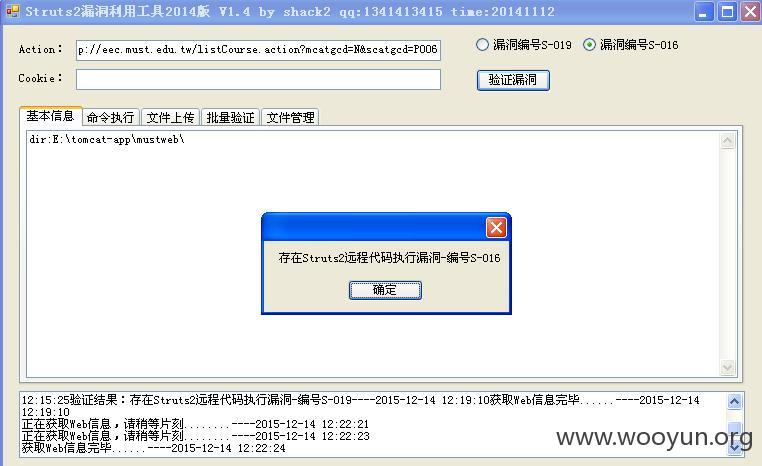 Struts2漏洞利用工具2014版 V1.4 by shack2 qq:1341413415 time:20141112
Action: p://eec.must.edu.tw/listCourse.action?mcatgcd=N&scatgcd=P006 漏洞编号S-019 漏洞编号S-016
Cookie: 验证漏洞
基本信息 命令执行 文件上传 批量验证 文件管理
dir:E:\tomcat-app\mustweb\
存在Struts2远程代码执行漏洞-编号S-016
确定
12:15:25验证结果：存在Struts2远程代码执行漏洞-编号S-019----2015-12-14 12:19:10获取Web信息完毕......----2015-12-14
12:19:10
正在获取Web信息，请稍等片刻........----2015-12-14 12:22:21
正在获取Web信息，请稍等片刻........----2015-12-14 12:22:23
获取Web信息完毕......----2015-12-14 12:22:24
www.wooyun.org